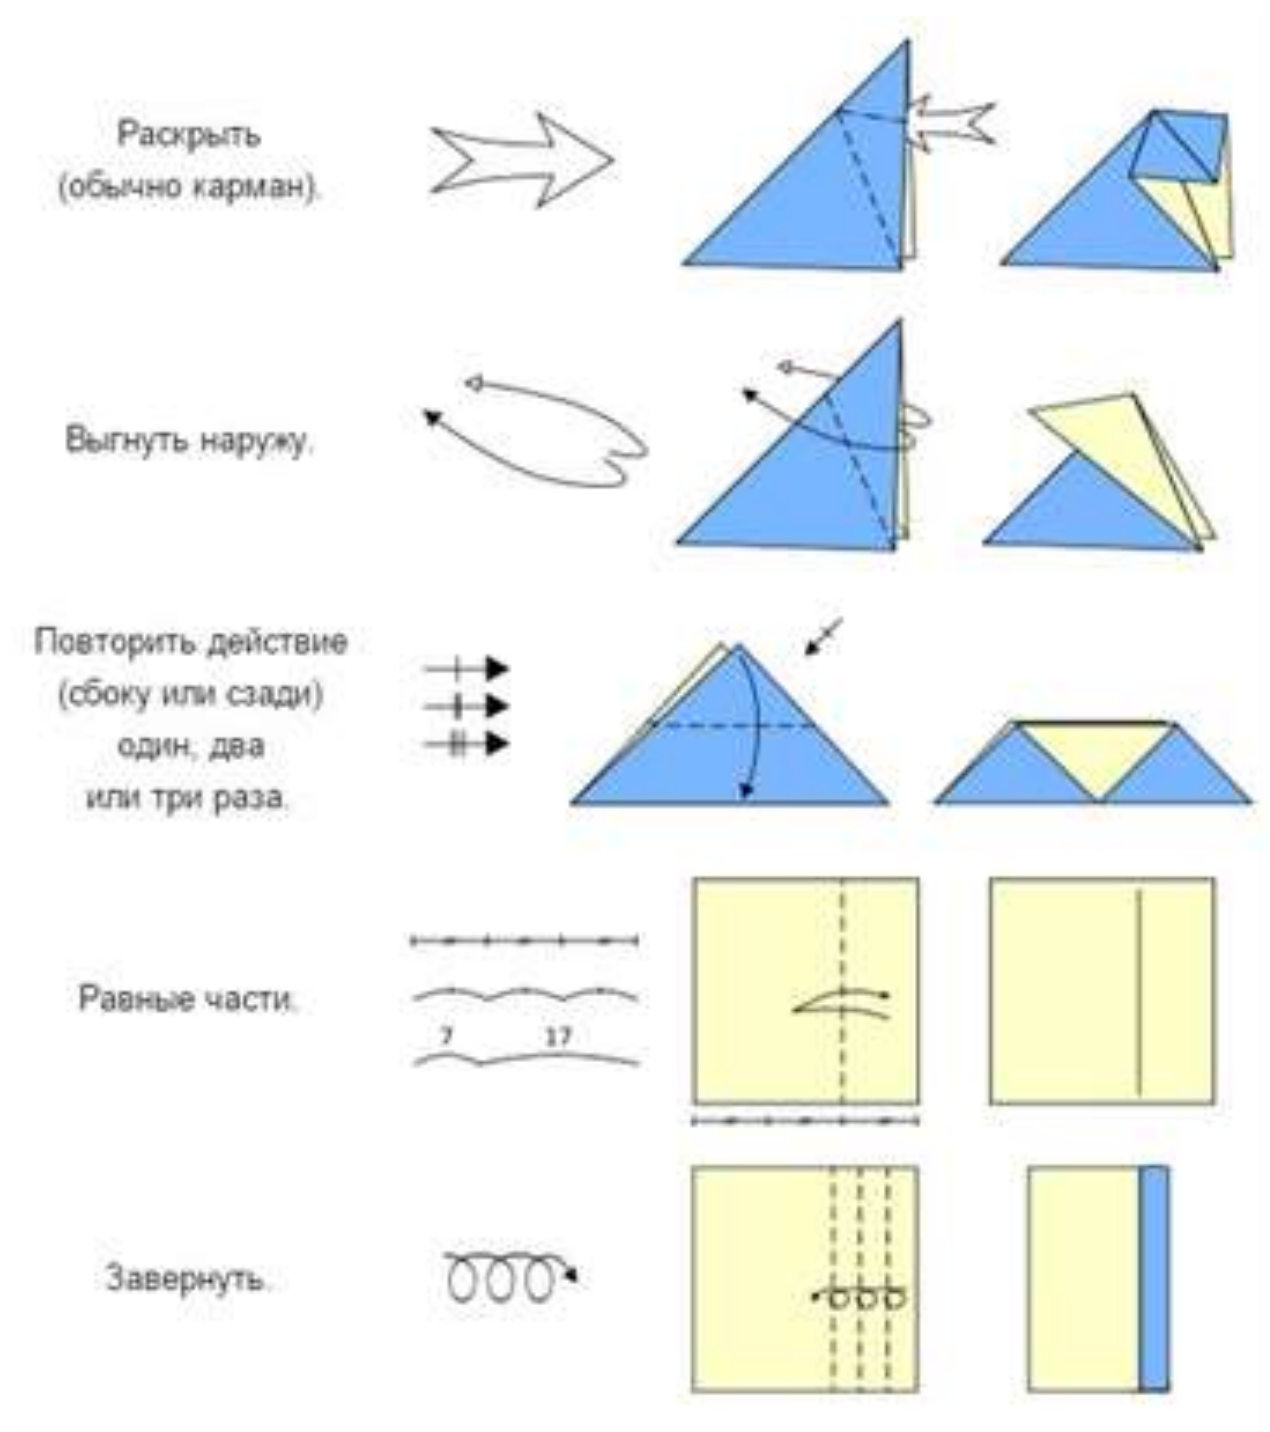 Раскрыть
(обычно карман).
Выгнуть наружу.
Повторить действие
(сбоку или сзади)
один, два
или три раза.
Равные части.
7 17
Завернуть.